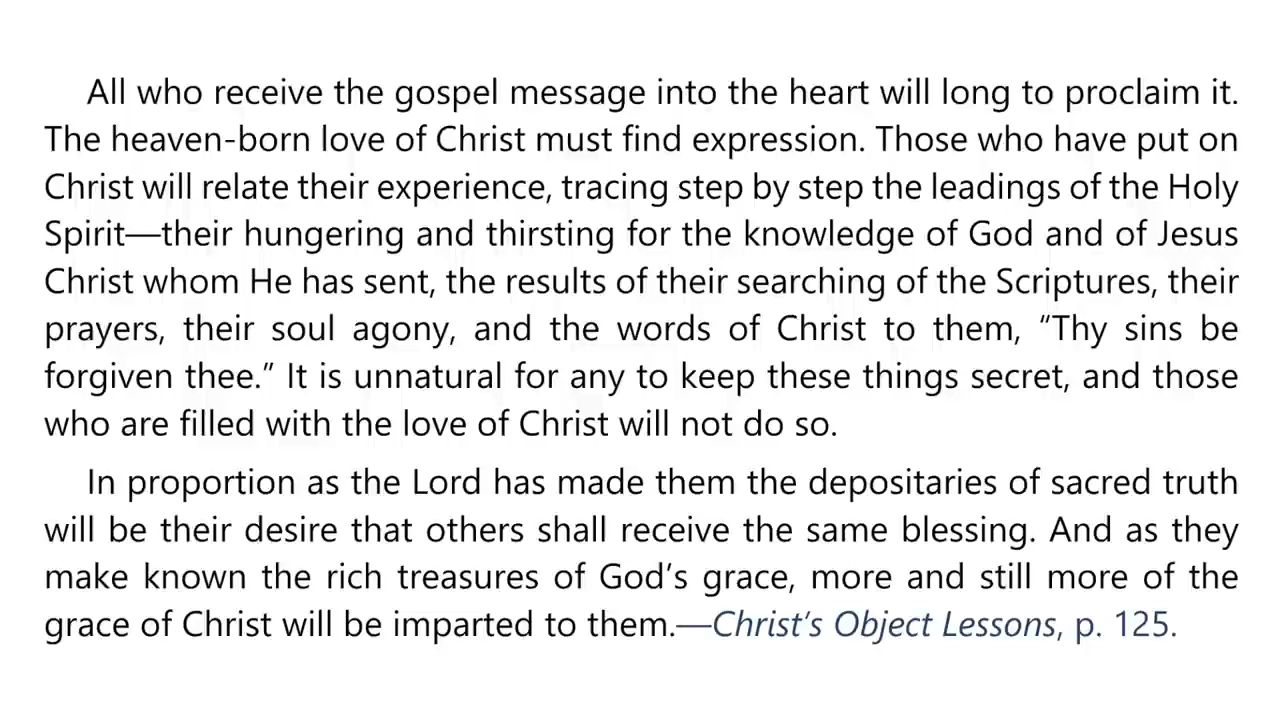 All who receive the gospel message into the heart will long to proclaim it.
The heaven-born love of Christ must find expression. Those who have put on
Christ will relate their experience, tracing step by step the leadings of the Holy
Spirit—their hungering and thirsting for the knowledge of God and of Jesus
Christ whom He has sent, the results of their searching of the Scriptures, their
prayers, their soul agony, and the words of Christ to them, “Thy sins be
forgiven thee.” It is unnatural for any to keep these things secret, and those
who are filled with the love of Christ will not do so.
In proportion as the Lord has made them the depositaries of sacred truth
will be their desire that others shall receive the same blessing. And as they
make known the rich treasures of God’s grace, more and still more of the
grace of Christ will be imparted to them.—Christ’s Object Lessons, p. 125.